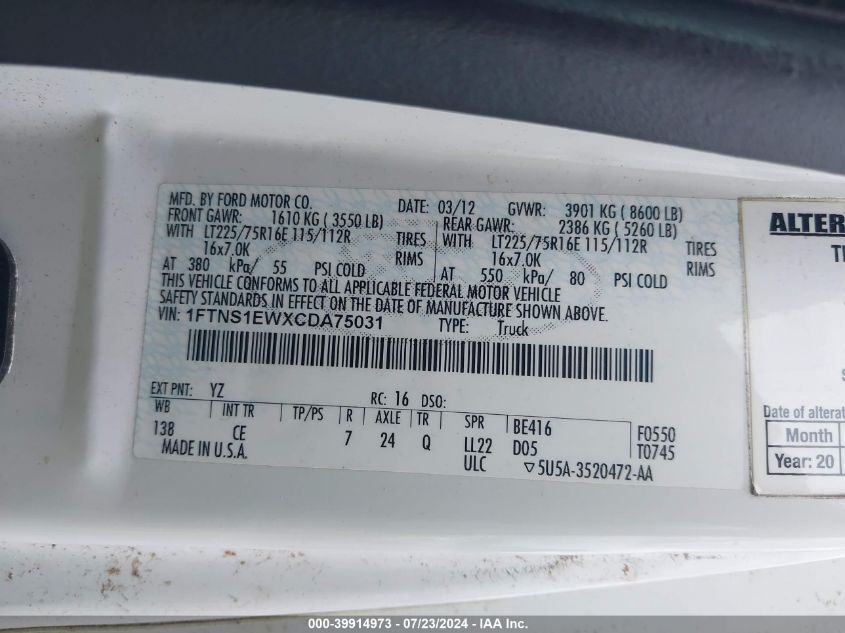 MFD. BY FORD MOTOR CO. DATE: 03/12 GVWR: 3901 KG ( 8600 LB)
FRONT GAWR: 1610 KG ( 3550 LB) REAR GAWR: 2386 KG ( 5260 LB)
WITH LT225/75R16E 115/112R TIRES WITH LT225/75R16E 115/112R TIRES
16x7.0K RIMS 16x7.0K RIMS
AT 380 kPa/ 55 PSI COLD AT 550 kPa/ 80 PSI COLD
THIS VEHICLE CONFORMS TO ALL APPLICABLE FEDERAL MOTOR VEHICLE
SAFETY STANDARDS IN EFFECT ON THE DATE OF MANUFACTURE SHOWN ABOVE.
VIN: 1FTNS1EWXCDA75031 TYPE: Truck
EXT PNT: YZ RC: 16 DSO:
WB INT TR TP/PS R AXLE TR SPR BE416 F0550
138 CE 7 24 Q LL22 D05 T0745
MADE IN U.S.A. ULC ▽5U5A-3520472-AA
ALTER
Date of alterat
Month
Year: 20
000-39914973 - 07/23/2024 - IAA Inc.